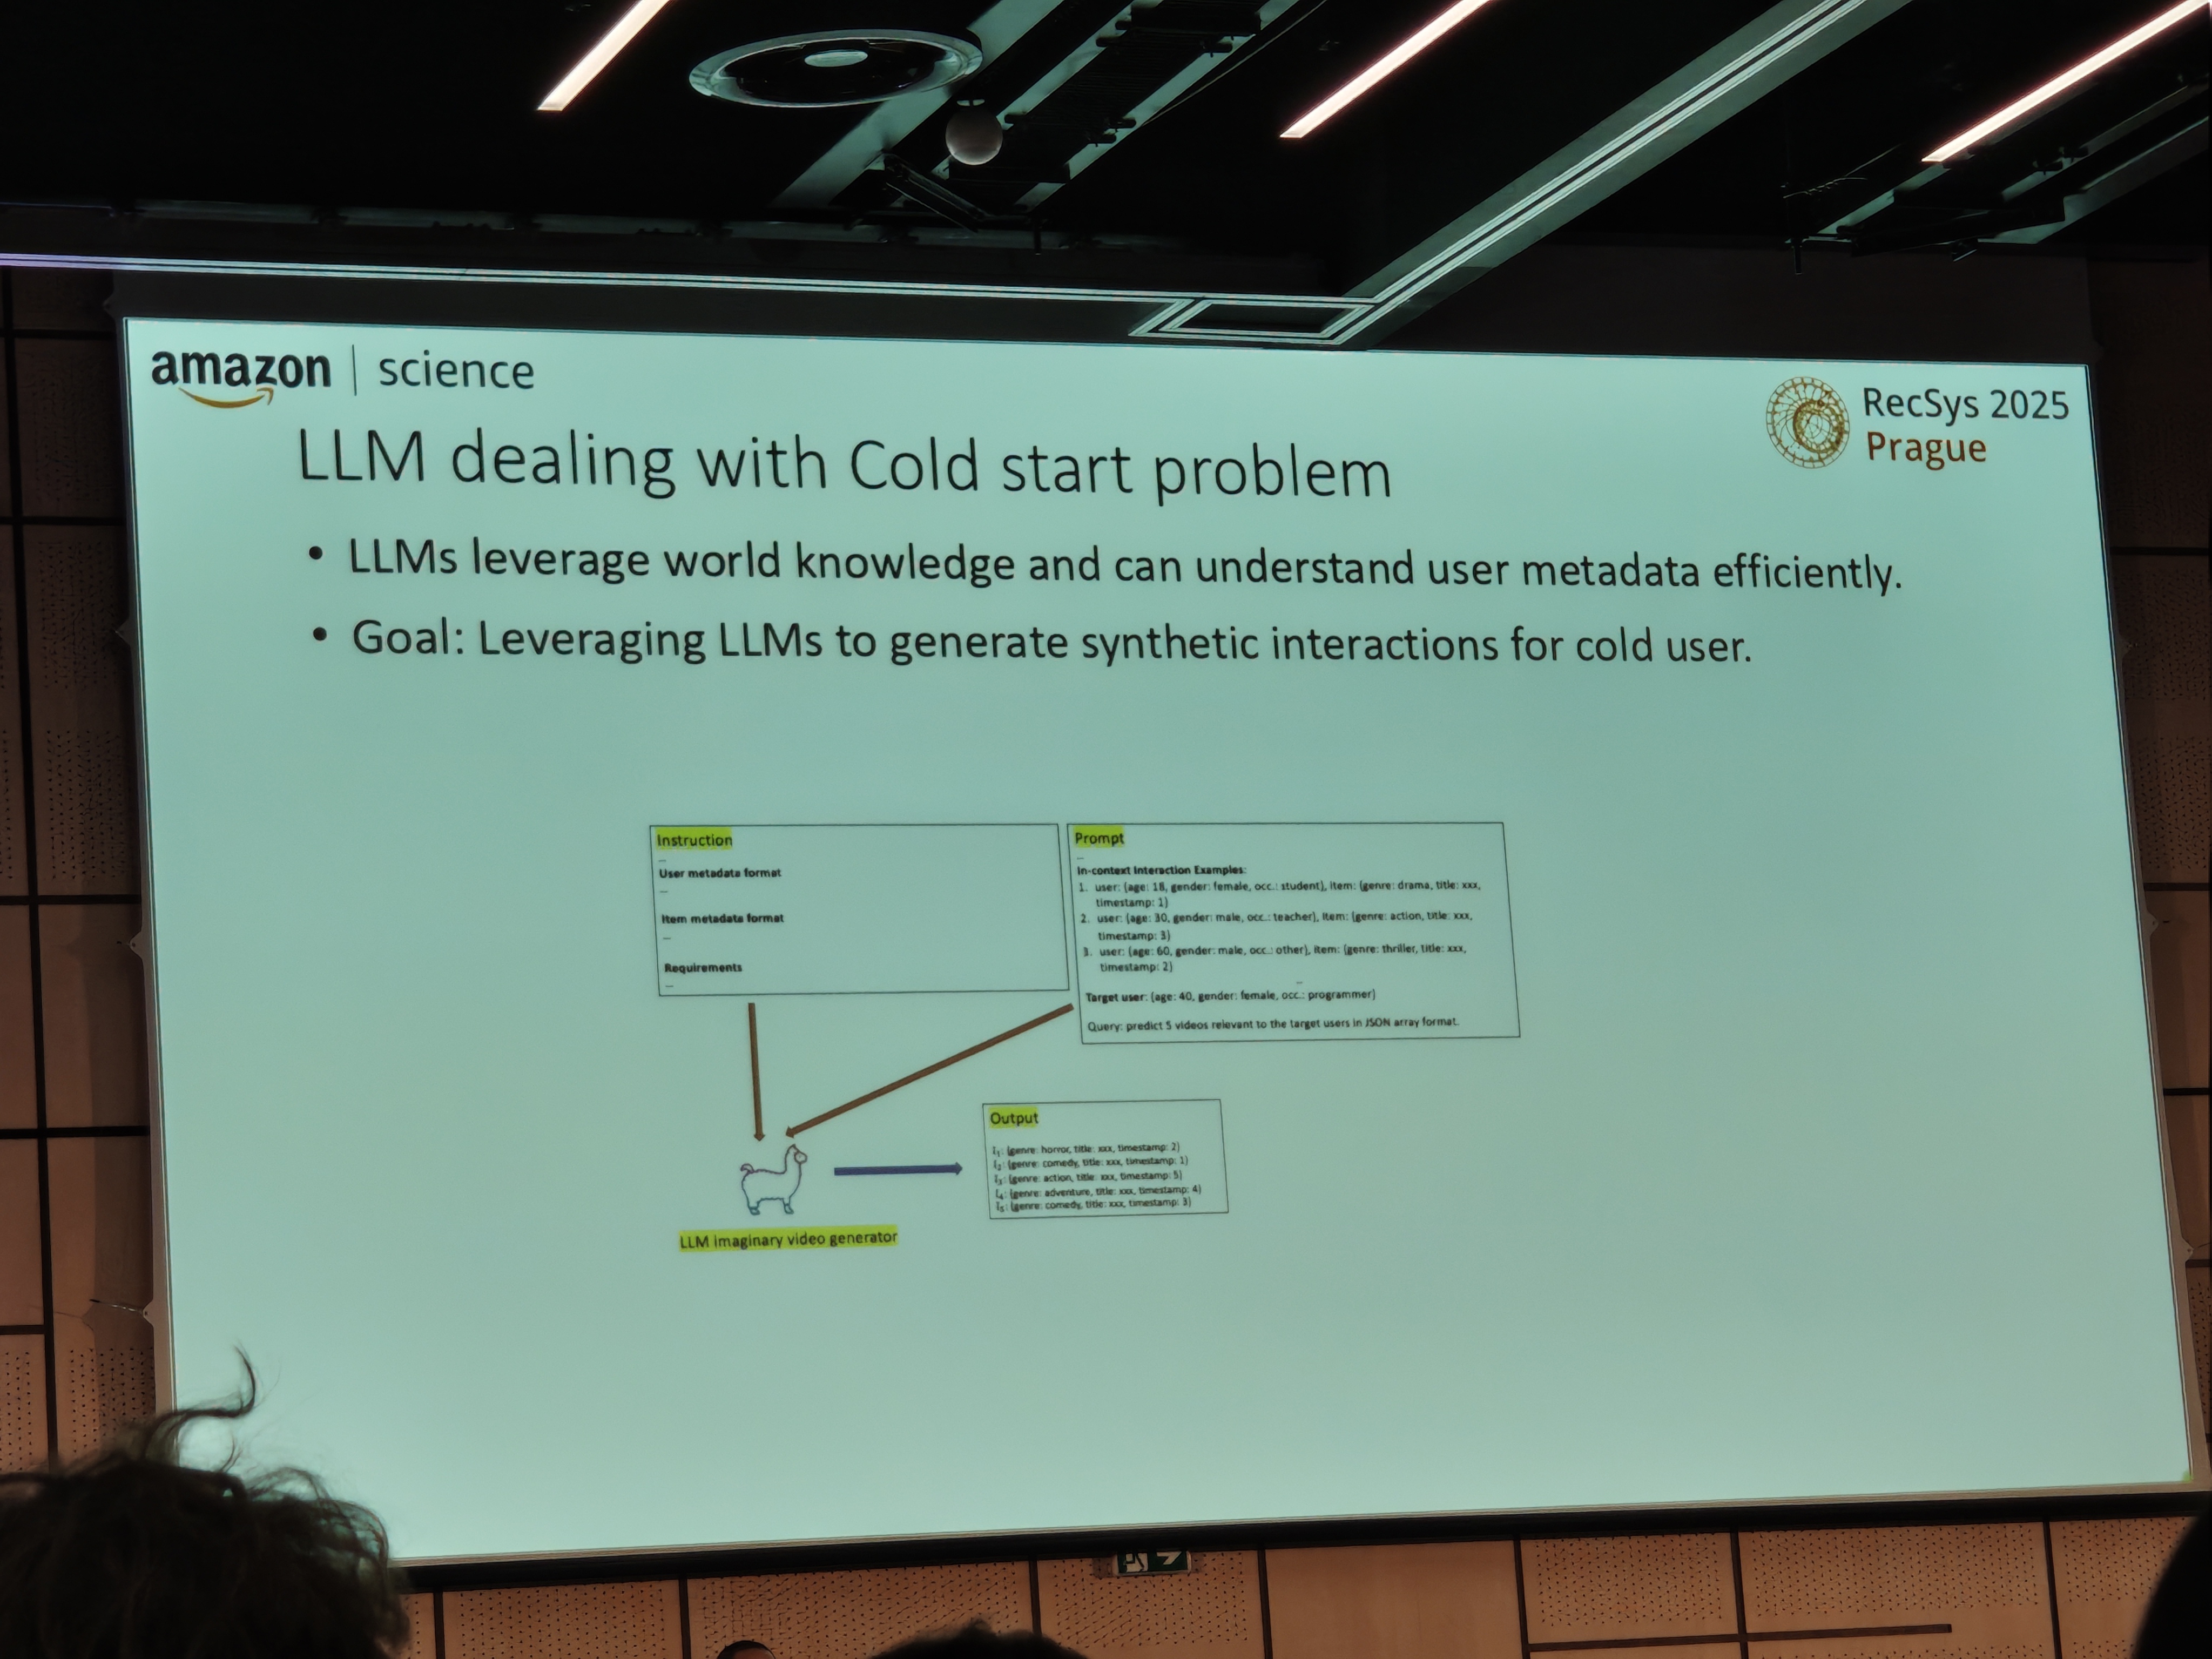 amazon | science
RecSys 2025
Prague
LLM dealing with Cold start problem
• LLMs leverage world knowledge and can understand user metadata efficiently.
• Goal: Leveraging LLMs to generate synthetic interactions for cold user.
Instruction
...
User metadata format
...
Item metadata format
...
Requirements
...
Prompt
...
In-context Interaction Examples:
1. user: {age: 18, gender: female, occ.: student}, item: {genre: drama, title: xxx,
timestamp: 1}
2. user: {age: 30, gender: male, occ.: teacher}, item: {genre: action, title: xxx,
timestamp: 3}
3. user: {age: 60, gender: male, occ.: other}, item: {genre: thriller, title: xxx,
timestamp: 2}
...
Target user: {age: 40, gender: female, occ.: programmer}
Query: predict 5 videos relevant to the target users in JSON array format.
Output
I₁: {genre: horror, title: xxx, timestamp: 2}
I₂: {genre: comedy, title: xxx, timestamp: 1}
I₃: {genre: action, title: xxx, timestamp: 5}
I₄: {genre: adventure, title: xxx, timestamp: 4}
I₅: {genre: comedy, title: xxx, timestamp: 3}
LLM imaginary video generator